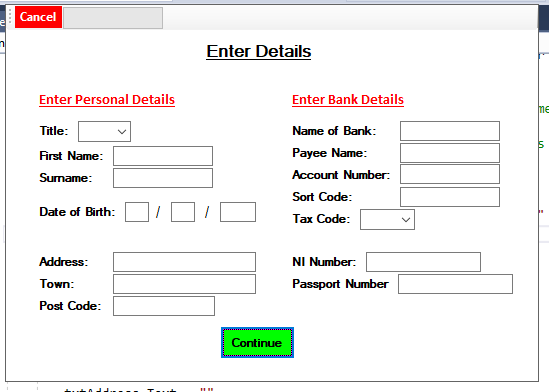 Cancel
Enter Details
Enter Personal Details
Enter Bank Details
Title:
Name of Bank:
First Name:
Payee Name:
Surname:
Account Number:
Sort Code:
Date of Birth: / /
Tax Code:
Address:
NI Number:
Town:
Passport Number
Post Code:
Continue
txtAddress.Text = ""